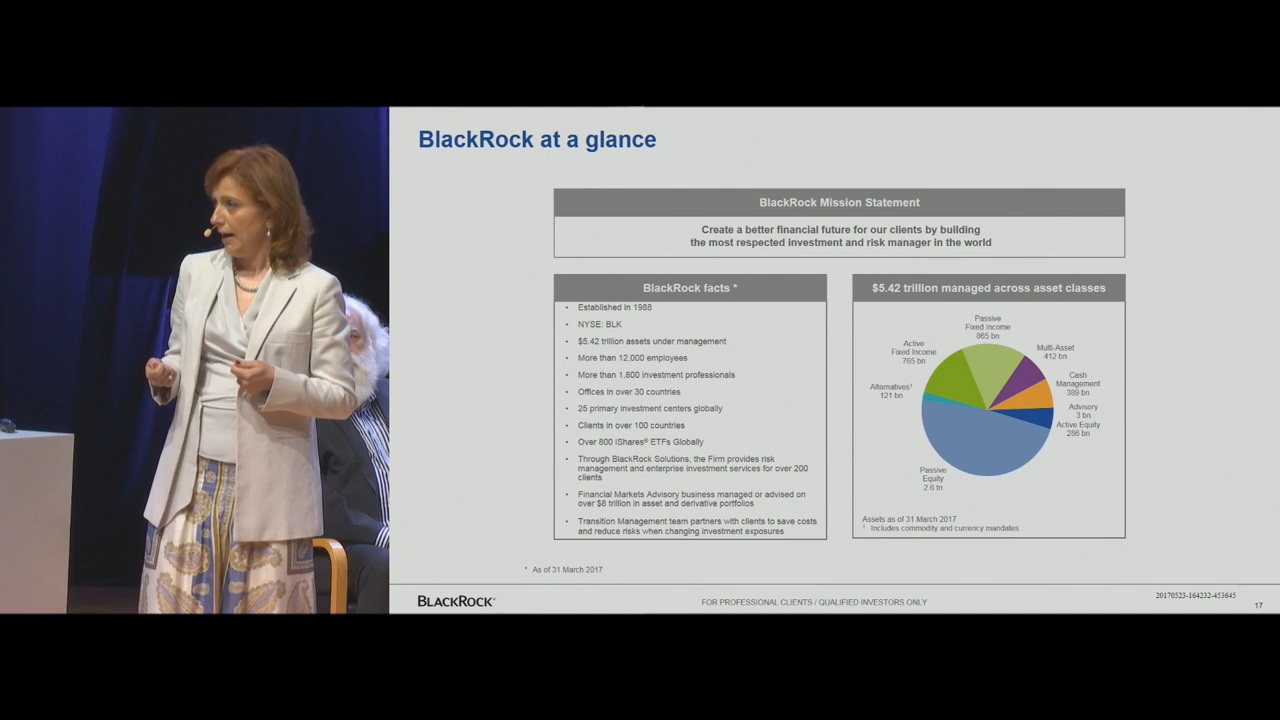 BlackRock at a glance
BlackRock Mission Statement
Create a better financial future for our clients by building
the most respected investment and risk manager in the world
BlackRock facts *
• Established in 1988
• NYSE: BLK
• $5.42 trillion assets under management
• More than 12,000 employees
• More than 1,800 investment professionals
• Offices in over 30 countries
• 25 primary investment centers globally
• Clients in over 100 countries
• Over 800 iShares® ETFs Globally
• Through BlackRock Solutions, the Firm provides risk
management and enterprise investment services for over 200
clients
• Financial Markets Advisory business managed or advised on
over $8 trillion in asset and derivative portfolios
• Transition Management team partners with clients to save costs
and reduce risks when changing investment exposures
$5.42 trillion managed across asset classes
Passive
Fixed Income
865 bn
Multi-Asset
412 bn
Cash
Management
389 bn
Advisory
3 bn
Active Equity
286 bn
Passive
Equity
2.6 tn
Alternatives¹
121 bn
Active
Fixed Income
765 bn
Assets as of 31 March 2017
¹ Includes commodity and currency mandates
* As of 31 March 2017
BLACKROCK®
FOR PROFESSIONAL CLIENTS / QUALIFIED INVESTORS ONLY
20170523-164232-453645
17